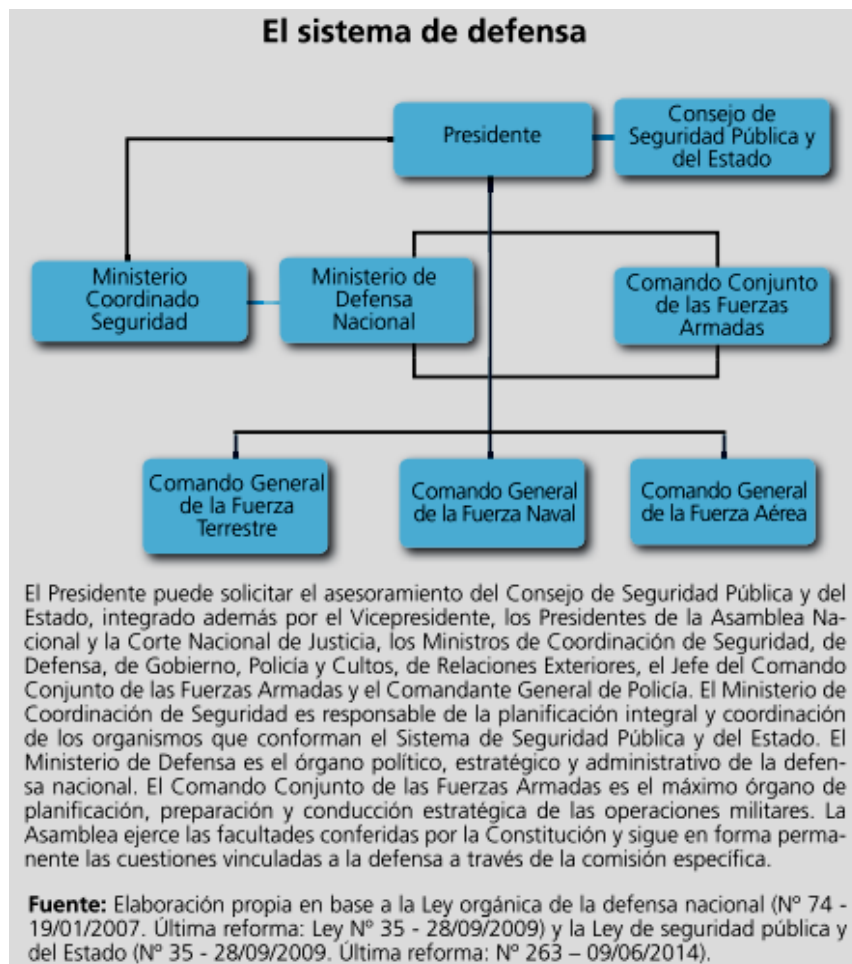 El sistema de defensa
Presidente
Consejo de
Seguridad Pública y
del Estado
Ministerio
Coordinado
Seguridad
Ministerio de
Defensa
Nacional
Comando Conjunto
de las Fuerzas
Armadas
Comando General
de la Fuerza
Terrestre
Comando General
de la Fuerza Naval
Comando General
de la Fuerza Aérea
El Presidente puede solicitar el asesoramiento del Consejo de Seguridad Pública y del
Estado, integrado además por el Vicepresidente, los Presidentes de la Asamblea Na-
cional y la Corte Nacional de Justicia, los Ministros de Coordinación de Seguridad, de
Defensa, de Gobierno, Policía y Cultos, de Relaciones Exteriores, el Jefe del Comando
Conjunto de las Fuerzas Armadas y el Comandante General de Policía. El Ministerio de
Coordinación de Seguridad es responsable de la planificación integral y coordinación
de los organismos que conforman el Sistema de Seguridad Pública y del Estado. El
Ministerio de Defensa es el órgano político, estratégico y administrativo de la defen-
sa nacional. El Comando Conjunto de las Fuerzas Armadas es el máximo órgano de
planificación, preparación y conducción estratégica de las operaciones militares. La
Asamblea ejerce las facultades conferidas por la Constitución y sigue en forma perma-
nente las cuestiones vinculadas a la defensa a través de la comisión específica.
Fuente: Elaboración propia en base a la Ley orgánica de la defensa nacional (Nº 74 -
19/01/2007. Última reforma: Ley Nº 35 - 28/09/2009) y la Ley de seguridad pública y
del Estado (Nº 35 - 28/09/2009. Última reforma: Nº 263 – 09/06/2014).